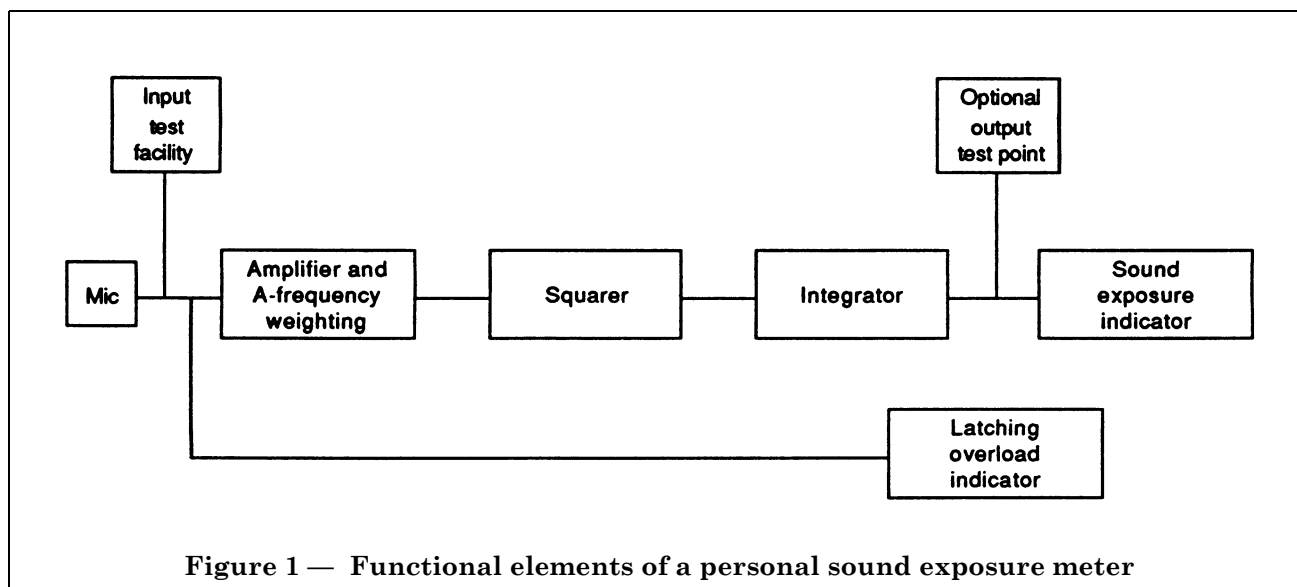 Input
test
facility
Optional
output
test point
Mic
Amplifier and
A-frequency
weighting
Squarer
Integrator
Sound
exposure
indicator
Latching
overload
indicator
Figure 1 — Functional elements of a personal sound exposure meter